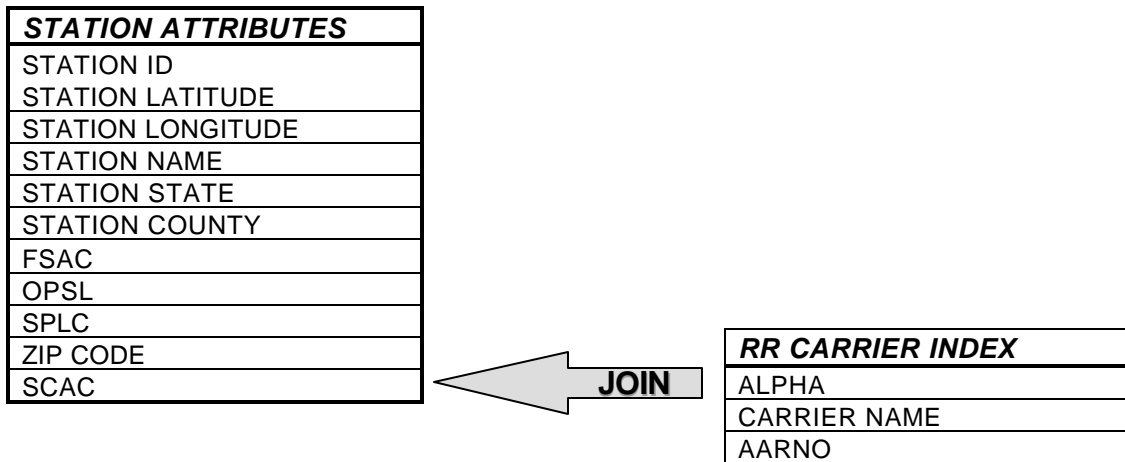 STATION ATTRIBUTES
STATION ID
STATION LATITUDE
STATION LONGITUDE
STATION NAME
STATION STATE
STATION COUNTY
FSAC
OPSL
SPLC
ZIP CODE
SCAC
JOIN
RR CARRIER INDEX
ALPHA
CARRIER NAME
AARNO